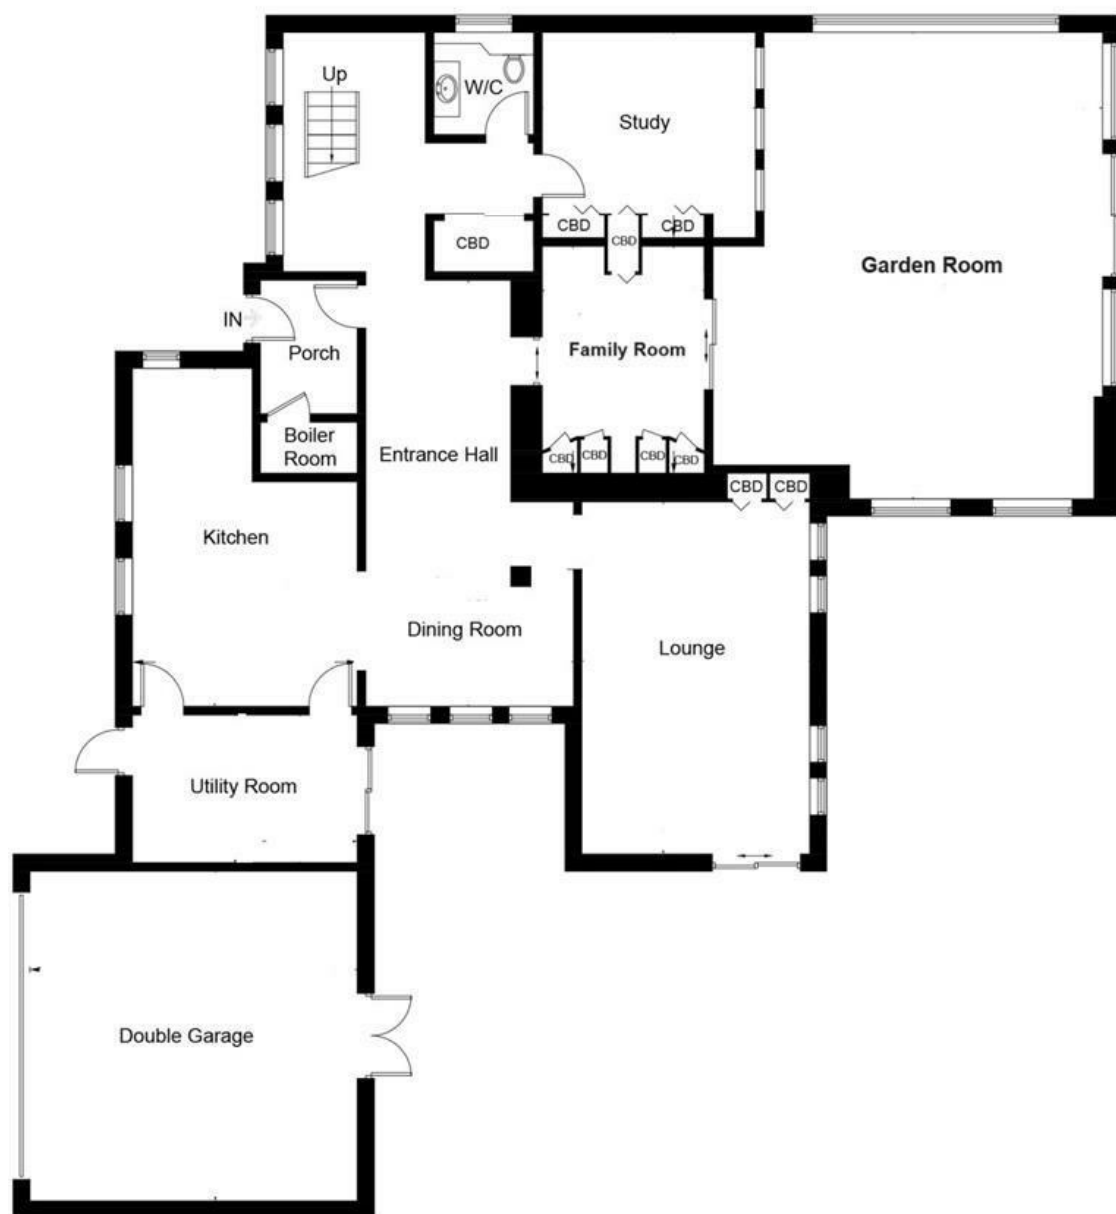 Up
W/C
Study
CBD
CBD
CBD
CBD
Garden Room
IN
Porch
Family Room
Boiler
Room
Entrance Hall
CBD
CBD
CBD
CBD
CBD
CBD
Kitchen
Dining Room
Lounge
Utility Room
Double Garage